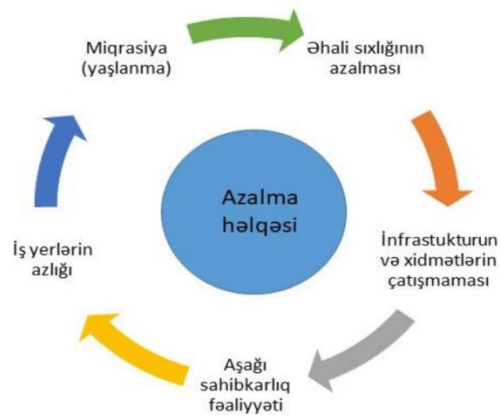 Miqrasiya
(yaşlanma)
Əhali sıxlığının
azalması
İnfrastukturun
və xidmətlərin
çatışmaması
Aşağı
sahibkarlıq
fəaliyyəti
İş yerlərin
azlığı
Azalma
həlqəsi